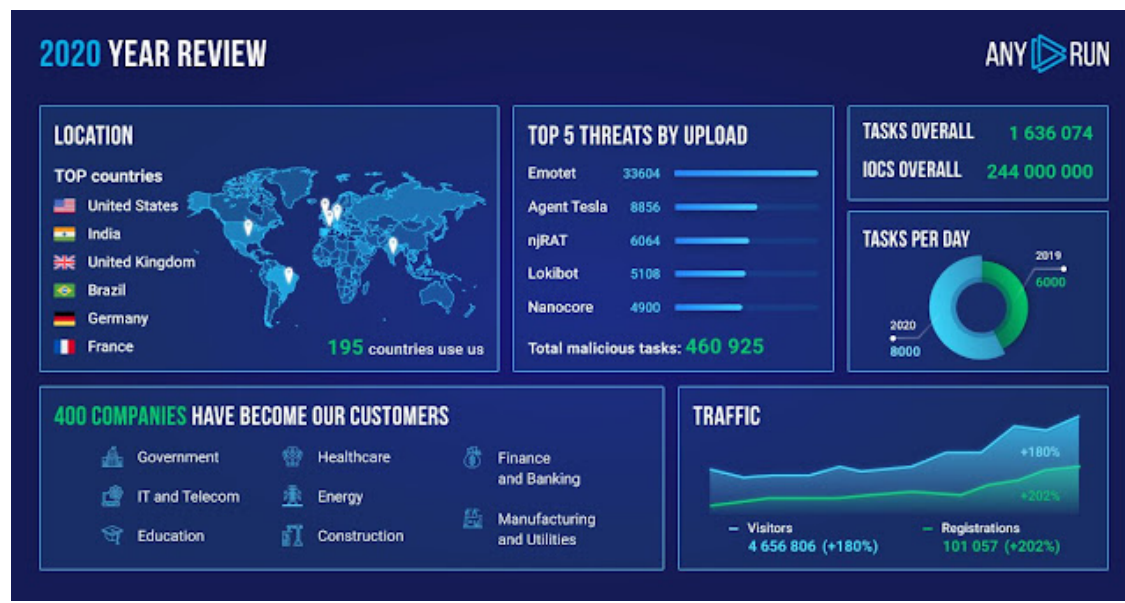 2020 YEAR REVIEW
ANY RUN
LOCATION
TOP countries
United States
India
United Kingdom
Brazil
Germany
France
195 countries use us
TOP 5 THREATS BY UPLOAD
Emotet 33604
Agent Tesla 8856
njRAT 6064
Lokibot 5108
Nanocore 4900
Total malicious tasks: 460 925
TASKS OVERALL 1 636 074
IOCS OVERALL 244 000 000
TASKS PER DAY
2019
6000
2020
8000
400 COMPANIES HAVE BECOME OUR CUSTOMERS
Government
IT and Telecom
Education
Healthcare
Energy
Construction
Finance
and Banking
Manufacturing
and Utilities
TRAFFIC
+180%
+202%
Visitors
4 656 806 (+180%)
Registrations
101 057 (+202%)